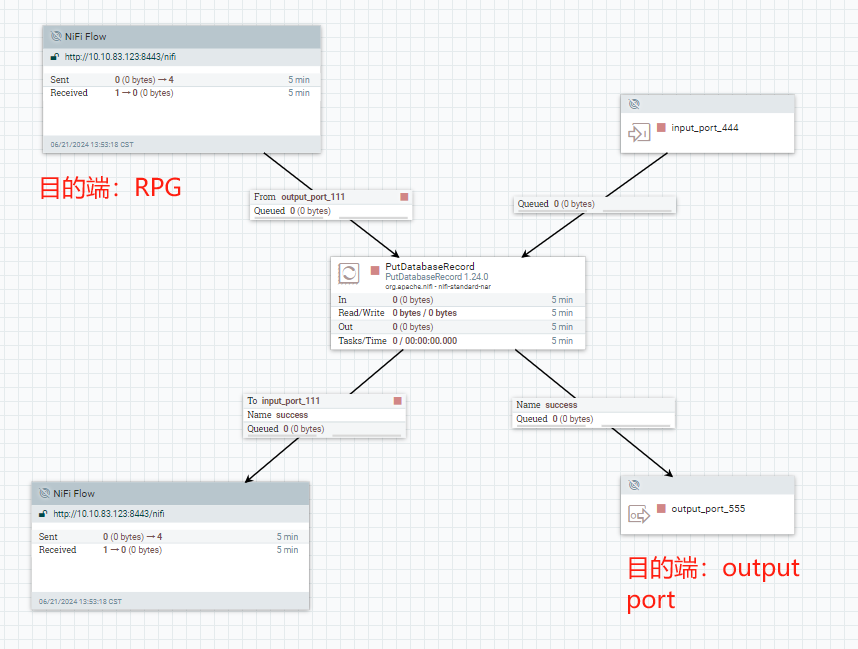 NiFi Flow
http://10.10.83.123:8443/nifi
Sent 0 (0 bytes) → 4 5 min
Received 1 → 0 (0 bytes) 5 min
06/21/2024 13:53:18 CST
目的端：RPG
input_port_444
From output_port_111
Queued 0 (0 bytes)
Queued 0 (0 bytes)
PutDatabaseRecord
PutDatabaseRecord 1.24.0
org.apache.nifi - nifi-standard-nar
In 0 (0 bytes) 5 min
Read/Write 0 bytes / 0 bytes 5 min
Out 0 (0 bytes) 5 min
Tasks/Time 0 / 00:00:00.000 5 min
To input_port_111
Name success
Queued 0 (0 bytes)
Name success
Queued 0 (0 bytes)
NiFi Flow
http://10.10.83.123:8443/nifi
Sent 0 (0 bytes) → 4 5 min
Received 1 → 0 (0 bytes) 5 min
06/21/2024 13:53:18 CST
output_port_555
目的端：output
port